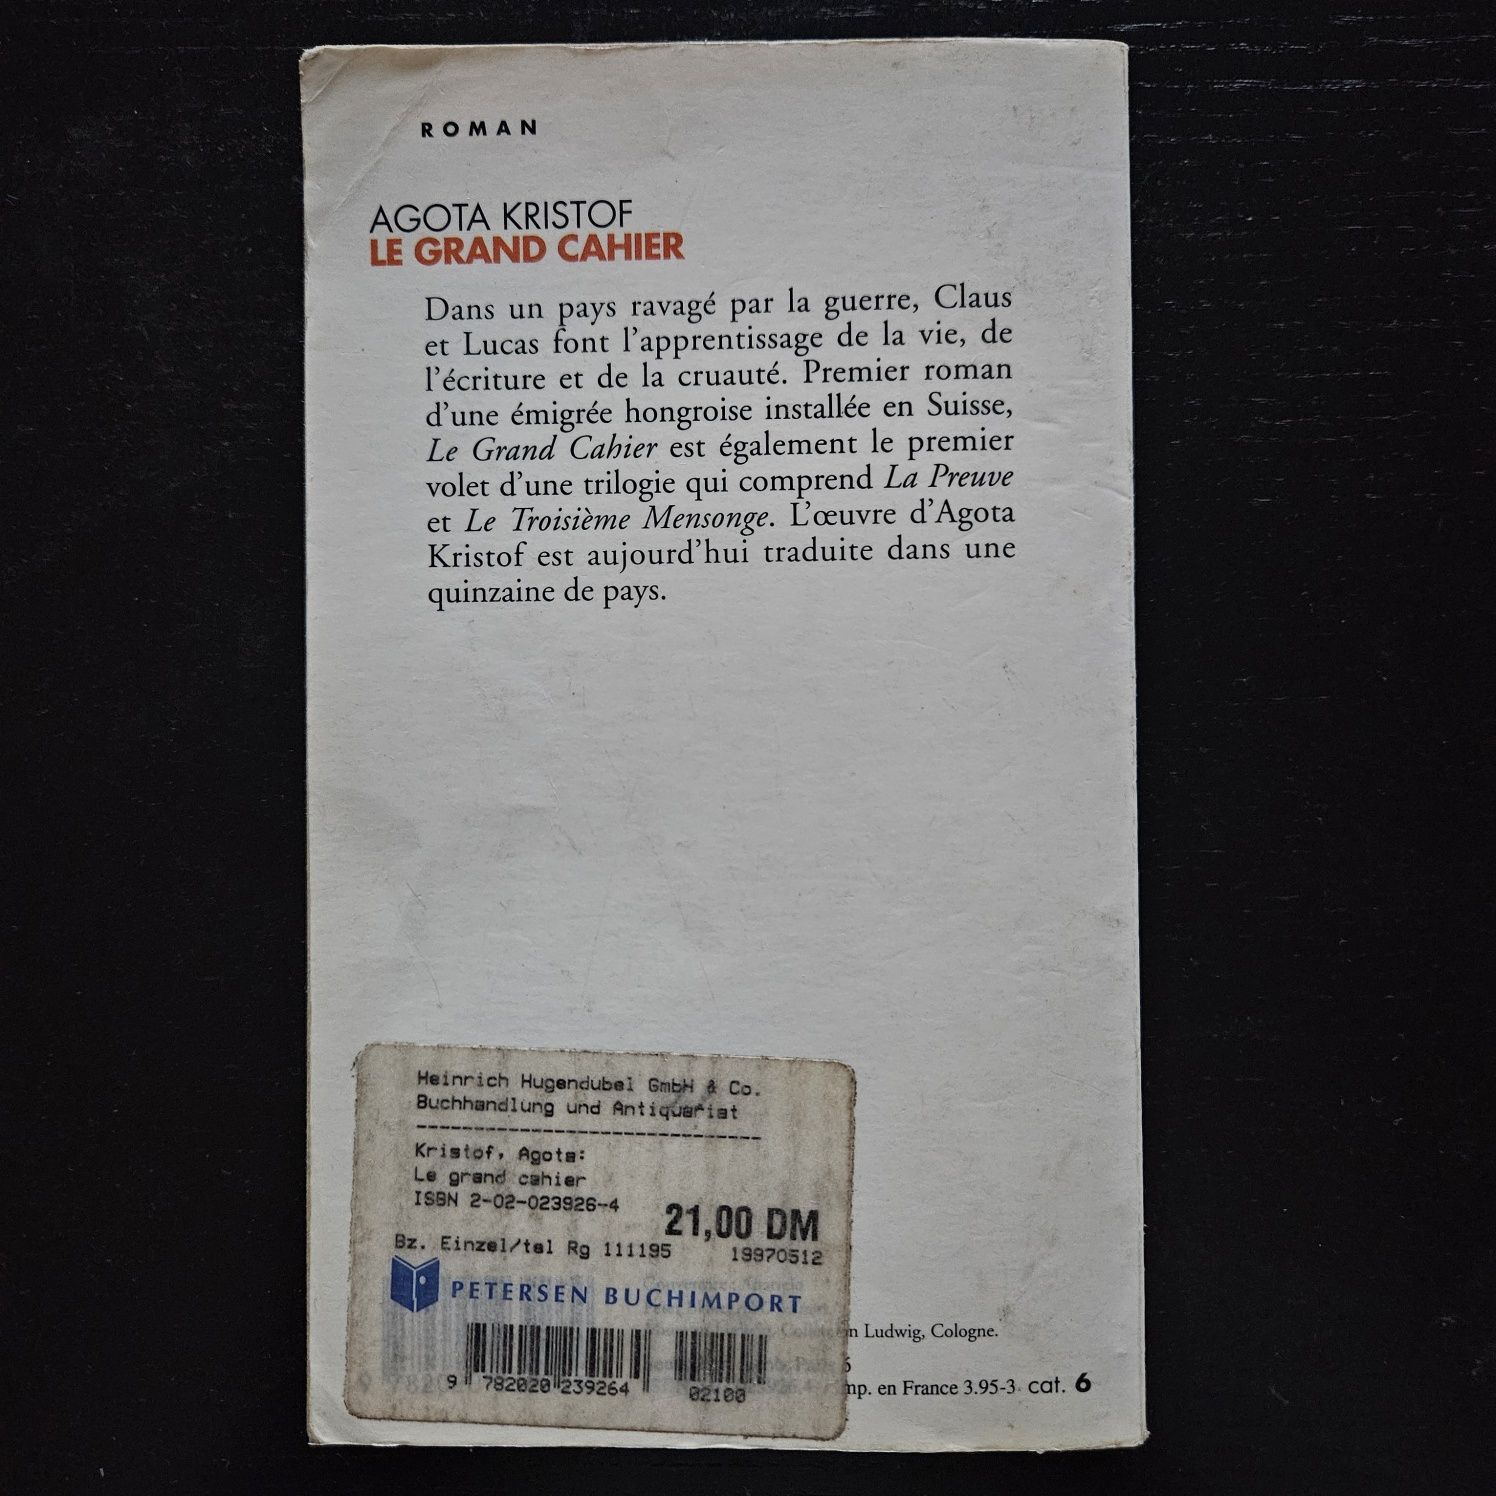 ROMAN
AGOTA KRISTOF
LE GRAND CAHIER
Dans un pays ravagé par la guerre, Claus
et Lucas font l'apprentissage de la vie, de
l'écriture et de la cruauté. Premier roman
d'une émigrée hongroise installée en Suisse,
Le Grand Cahier est également le premier
volet d'une trilogie qui comprend La Preuve
et Le Troisième Mensonge. L'œuvre d'Agota
Kristof est aujourd'hui traduite dans une
quinzaine de pays.
Heinrich Hugendubel GmbH & Co.
Buchhandlung und Antiquariat
------------------------------
Kristof, Agota:
Le grand cahier
ISBN 2-02-023926-4
21,00 DM
Bz. Einzel/tel Rg 111195 19970512
PETERSEN BUCHIMPORT
n Ludwig, Cologne.
9 782020 239264 02100
mp. en France 3.95-3 cat. 6